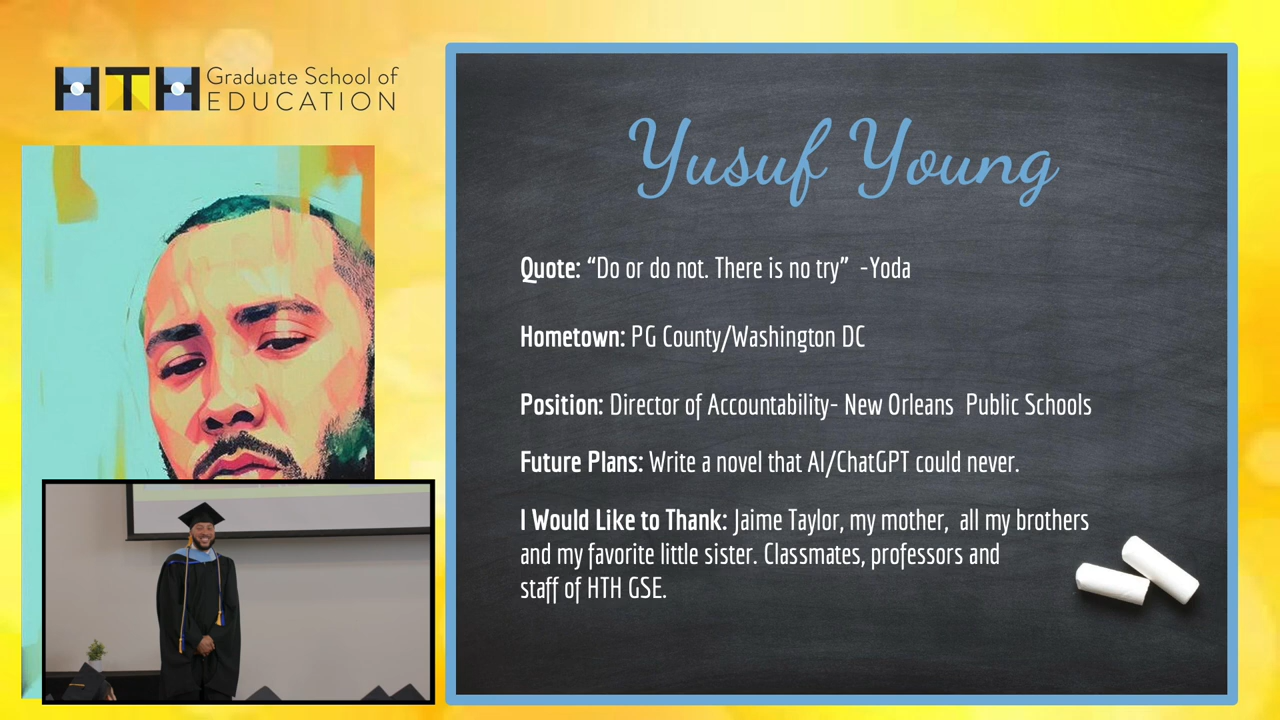 HTH Graduate School of
EDUCATION
Yusuf Young
Quote: “Do or do not. There is no try” -Yoda
Hometown: PG County/Washington DC
Position: Director of Accountability- New Orleans Public Schools
Future Plans: Write a novel that AI/ChatGPT could never.
I Would Like to Thank: Jaime Taylor, my mother, all my brothers
and my favorite little sister. Classmates, professors and
staff of HTH GSE.